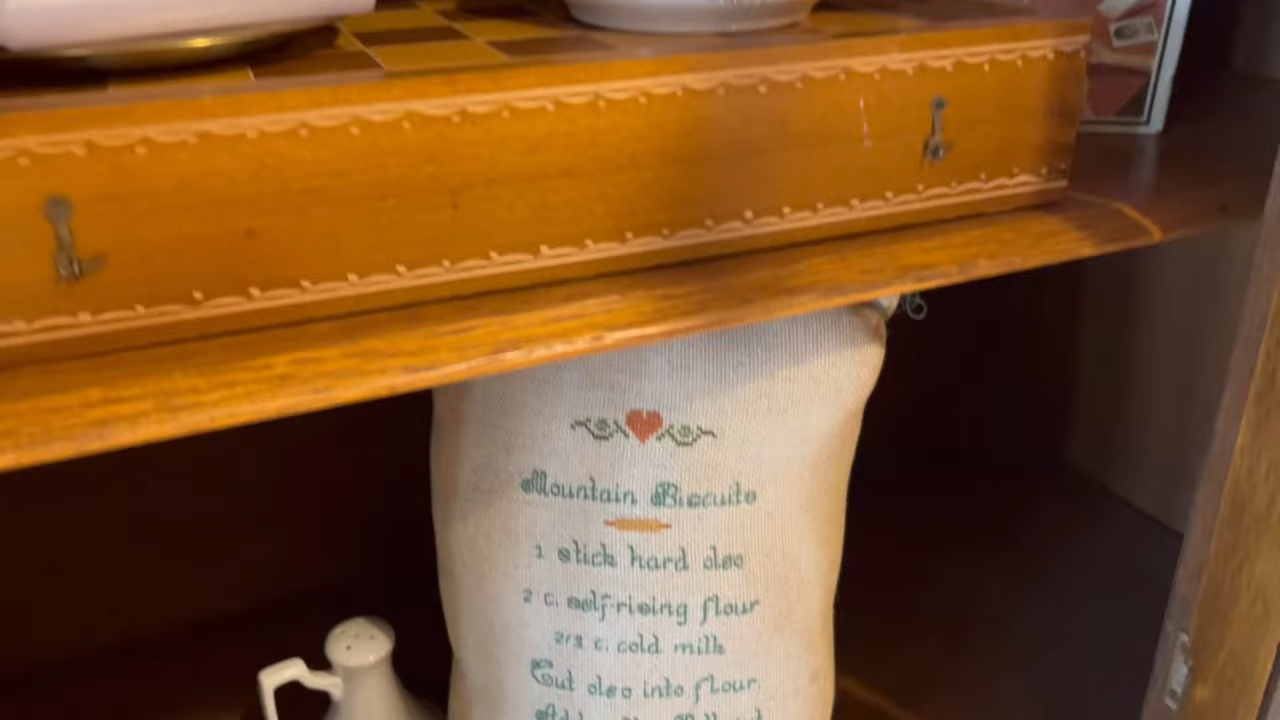 Mountain Biscuits
1 stick hard oleo
2 c. self-rising flour
2/3 c. cold milk
Cut oleo into flour.